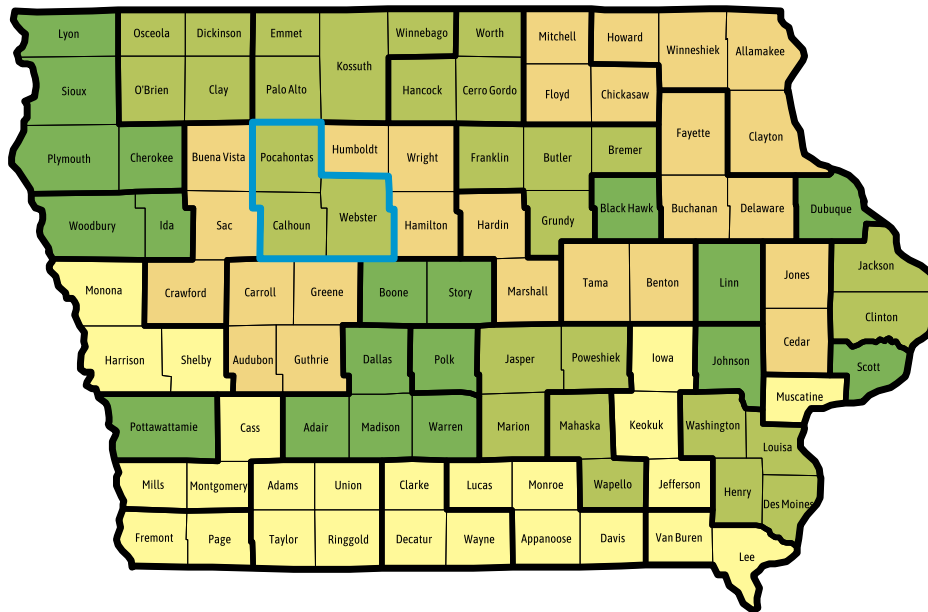 Lyon
Osceola
Dickinson
Emmet
Kossuth
Winnebago
Worth
Mitchell
Howard
Winneshiek
Allamakee
Sioux
O'Brien
Clay
Palo Alto
Hancock
Cerro Gordo
Floyd
Chickasaw
Plymouth
Cherokee
Buena Vista
Pocahontas
Humboldt
Wright
Franklin
Butler
Bremer
Fayette
Clayton
Woodbury
Ida
Sac
Calhoun
Webster
Hamilton
Hardin
Grundy
Black Hawk
Buchanan
Delaware
Dubuque
Monona
Crawford
Carroll
Greene
Boone
Story
Marshall
Tama
Benton
Linn
Jones
Jackson
Clinton
Harrison
Shelby
Audubon
Guthrie
Dallas
Polk
Jasper
Poweshiek
Iowa
Johnson
Cedar
Scott
Muscatine
Pottawattamie
Cass
Adair
Madison
Warren
Marion
Mahaska
Keokuk
Washington
Louisa
Mills
Montgomery
Adams
Union
Clarke
Lucas
Monroe
Wapello
Jefferson
Henry
Des Moines
Fremont
Page
Taylor
Ringgold
Decatur
Wayne
Appanoose
Davis
Van Buren
Lee